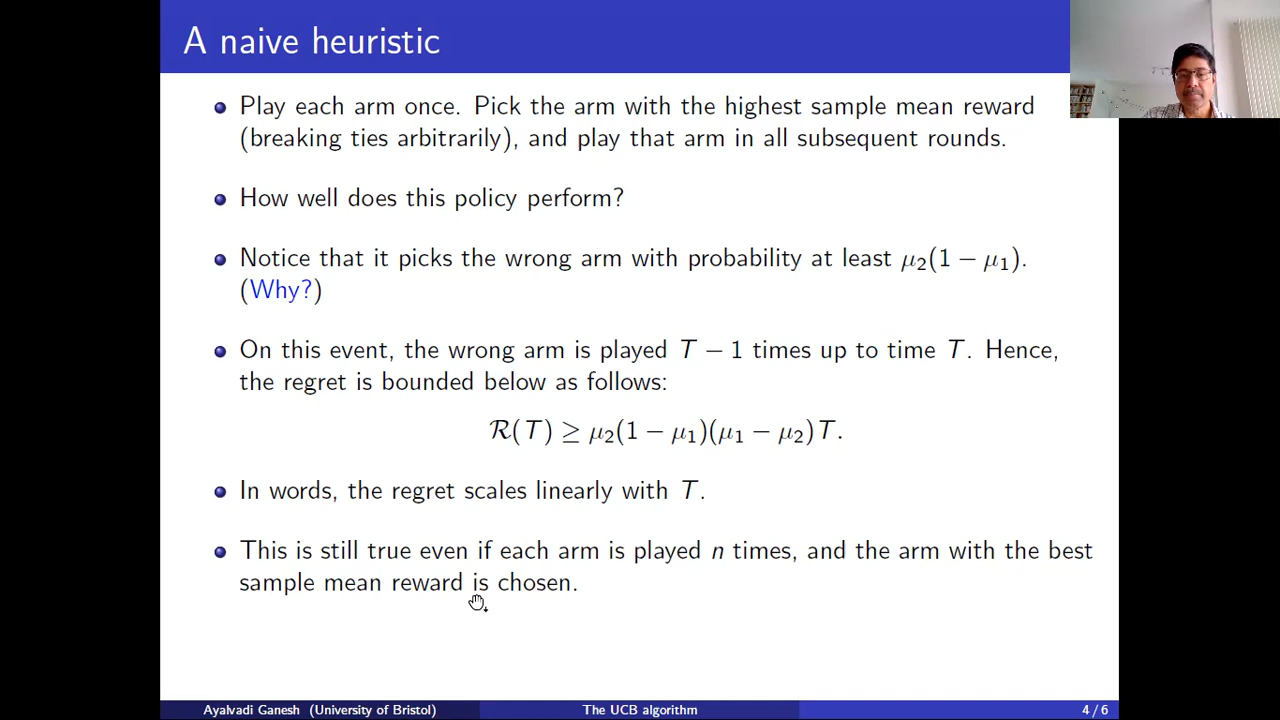 A naive heuristic
Play each arm once. Pick the arm with the highest sample mean reward
(breaking ties arbitrarily), and play that arm in all subsequent rounds.
How well does this policy perform?
Notice that it picks the wrong arm with probability at least μ₂(1 − μ₁).
(Why?)
On this event, the wrong arm is played T − 1 times up to time T. Hence,
the regret is bounded below as follows:
R(T) ≥ μ₂(1 − μ₁)(μ₁ − μ₂)T.
In words, the regret scales linearly with T.
This is still true even if each arm is played n times, and the arm with the best
sample mean reward is chosen.
Ayalvadi Ganesh (University of Bristol) The UCB algorithm 4 / 6